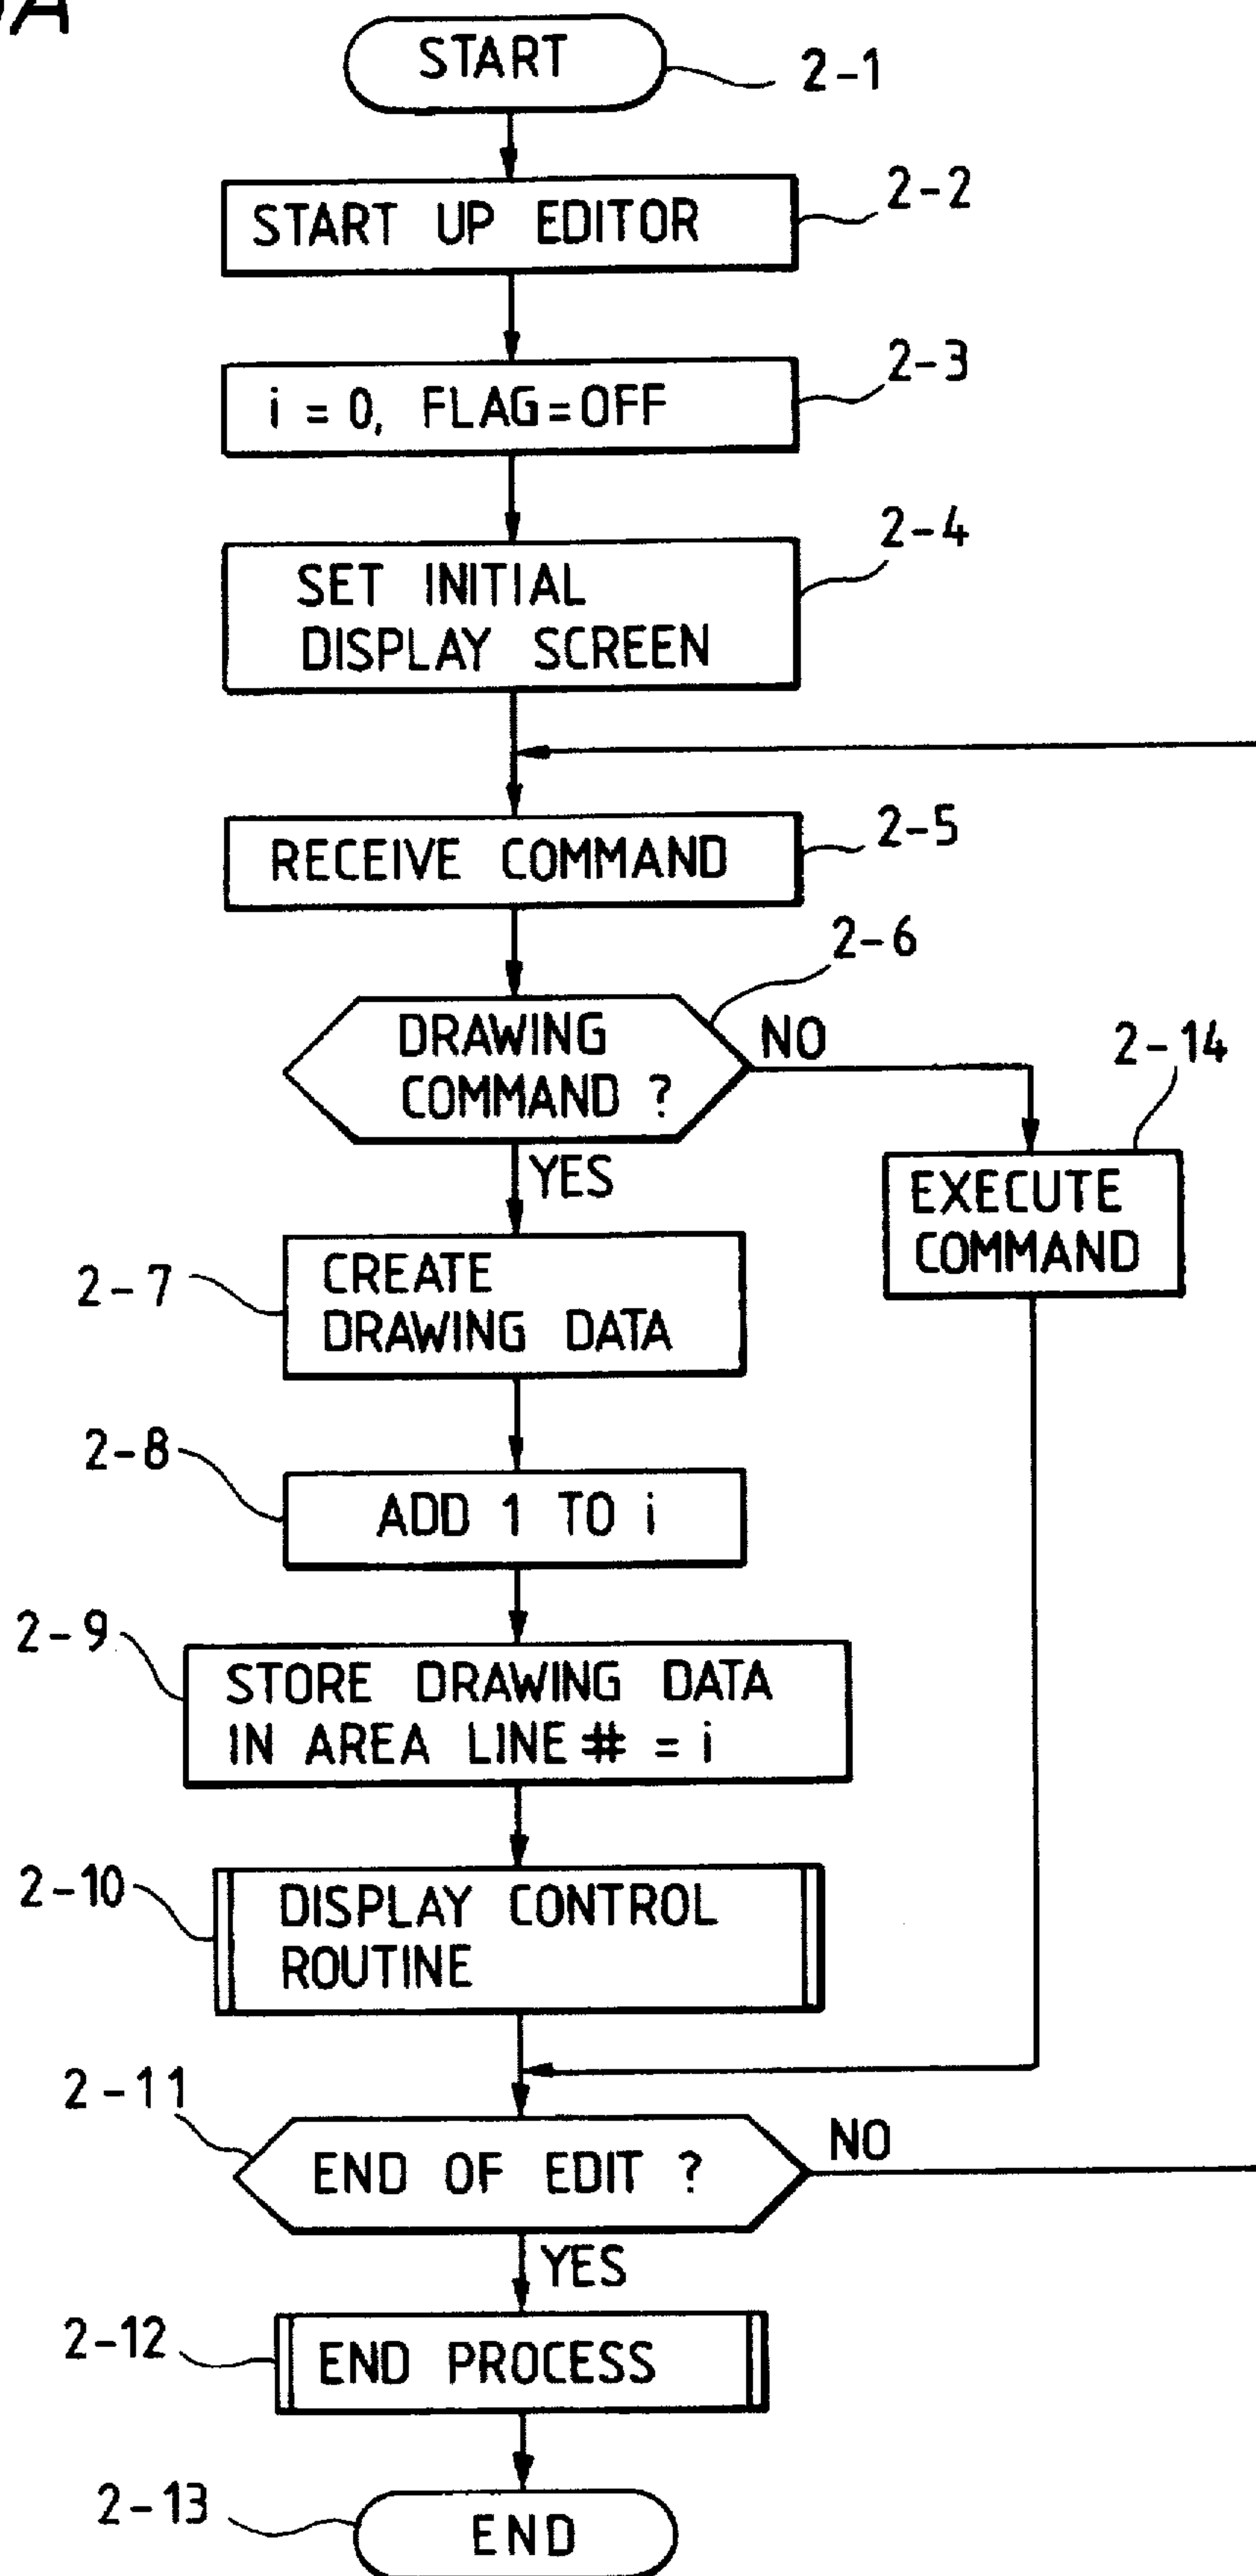 START
2-1
START UP EDITOR
2-2
i = 0, FLAG=OFF
2-3
SET INITIAL
DISPLAY SCREEN
2-4
RECEIVE COMMAND
2-5
DRAWING
COMMAND ?
2-6
NO
2-14
EXECUTE
COMMAND
YES
2-7
CREATE
DRAWING DATA
2-8
ADD 1 TO i
2-9
STORE DRAWING DATA
IN AREA LINE # = i
2-10
DISPLAY CONTROL
ROUTINE
2-11
END OF EDIT ?
NO
YES
2-12
END PROCESS
2-13
END